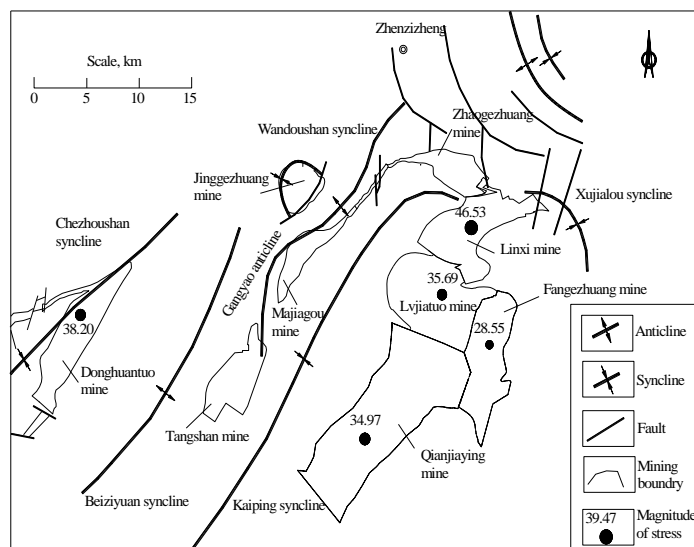 Zhenzizheng
Scale, km
0 5 10 15
Zhaogezhuang
mine
Wandoushan syncline
Jinggezhuang
mine
Xujialou syncline
Chezhoushan
syncline
46.53
Linxi mine
Gangyao anticline
35.69
Fangezhuang mine
Lvjiatuo mine
Majiagou
mine
38.20
28.55
Anticline
Donghuantuo
mine
Syncline
34.97
Tangshan mine
Fault
Qianjiaying
mine
Mining
boundry
Beiziyuan syncline
Kaiping syncline
39.47
Magnitude
of stress